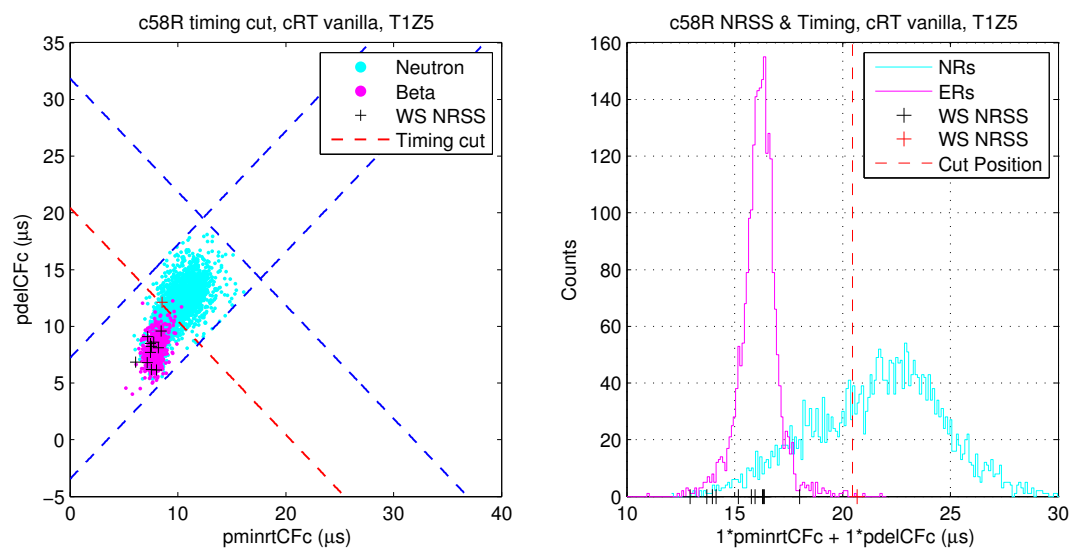 c58R timing cut, cRT vanilla, T1Z5
35
30
25
20
15
10
5
0
−5
0
10
20
30
40
pdelCFc (μs)
pminrtCFc (μs)
Neutron
Beta
WS NRSS
Timing cut
c58R NRSS & Timing, cRT vanilla, T1Z5
160
140
120
100
80
60
40
20
0
10
15
20
25
30
Counts
1*pminrtCFc + 1*pdelCFc (μs)
NRs
ERs
WS NRSS
WS NRSS
Cut Position